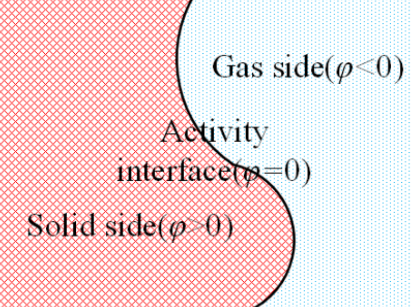 Gas side(φ<0)
Activity
interface(φ=0)
Solid side(φ>0)